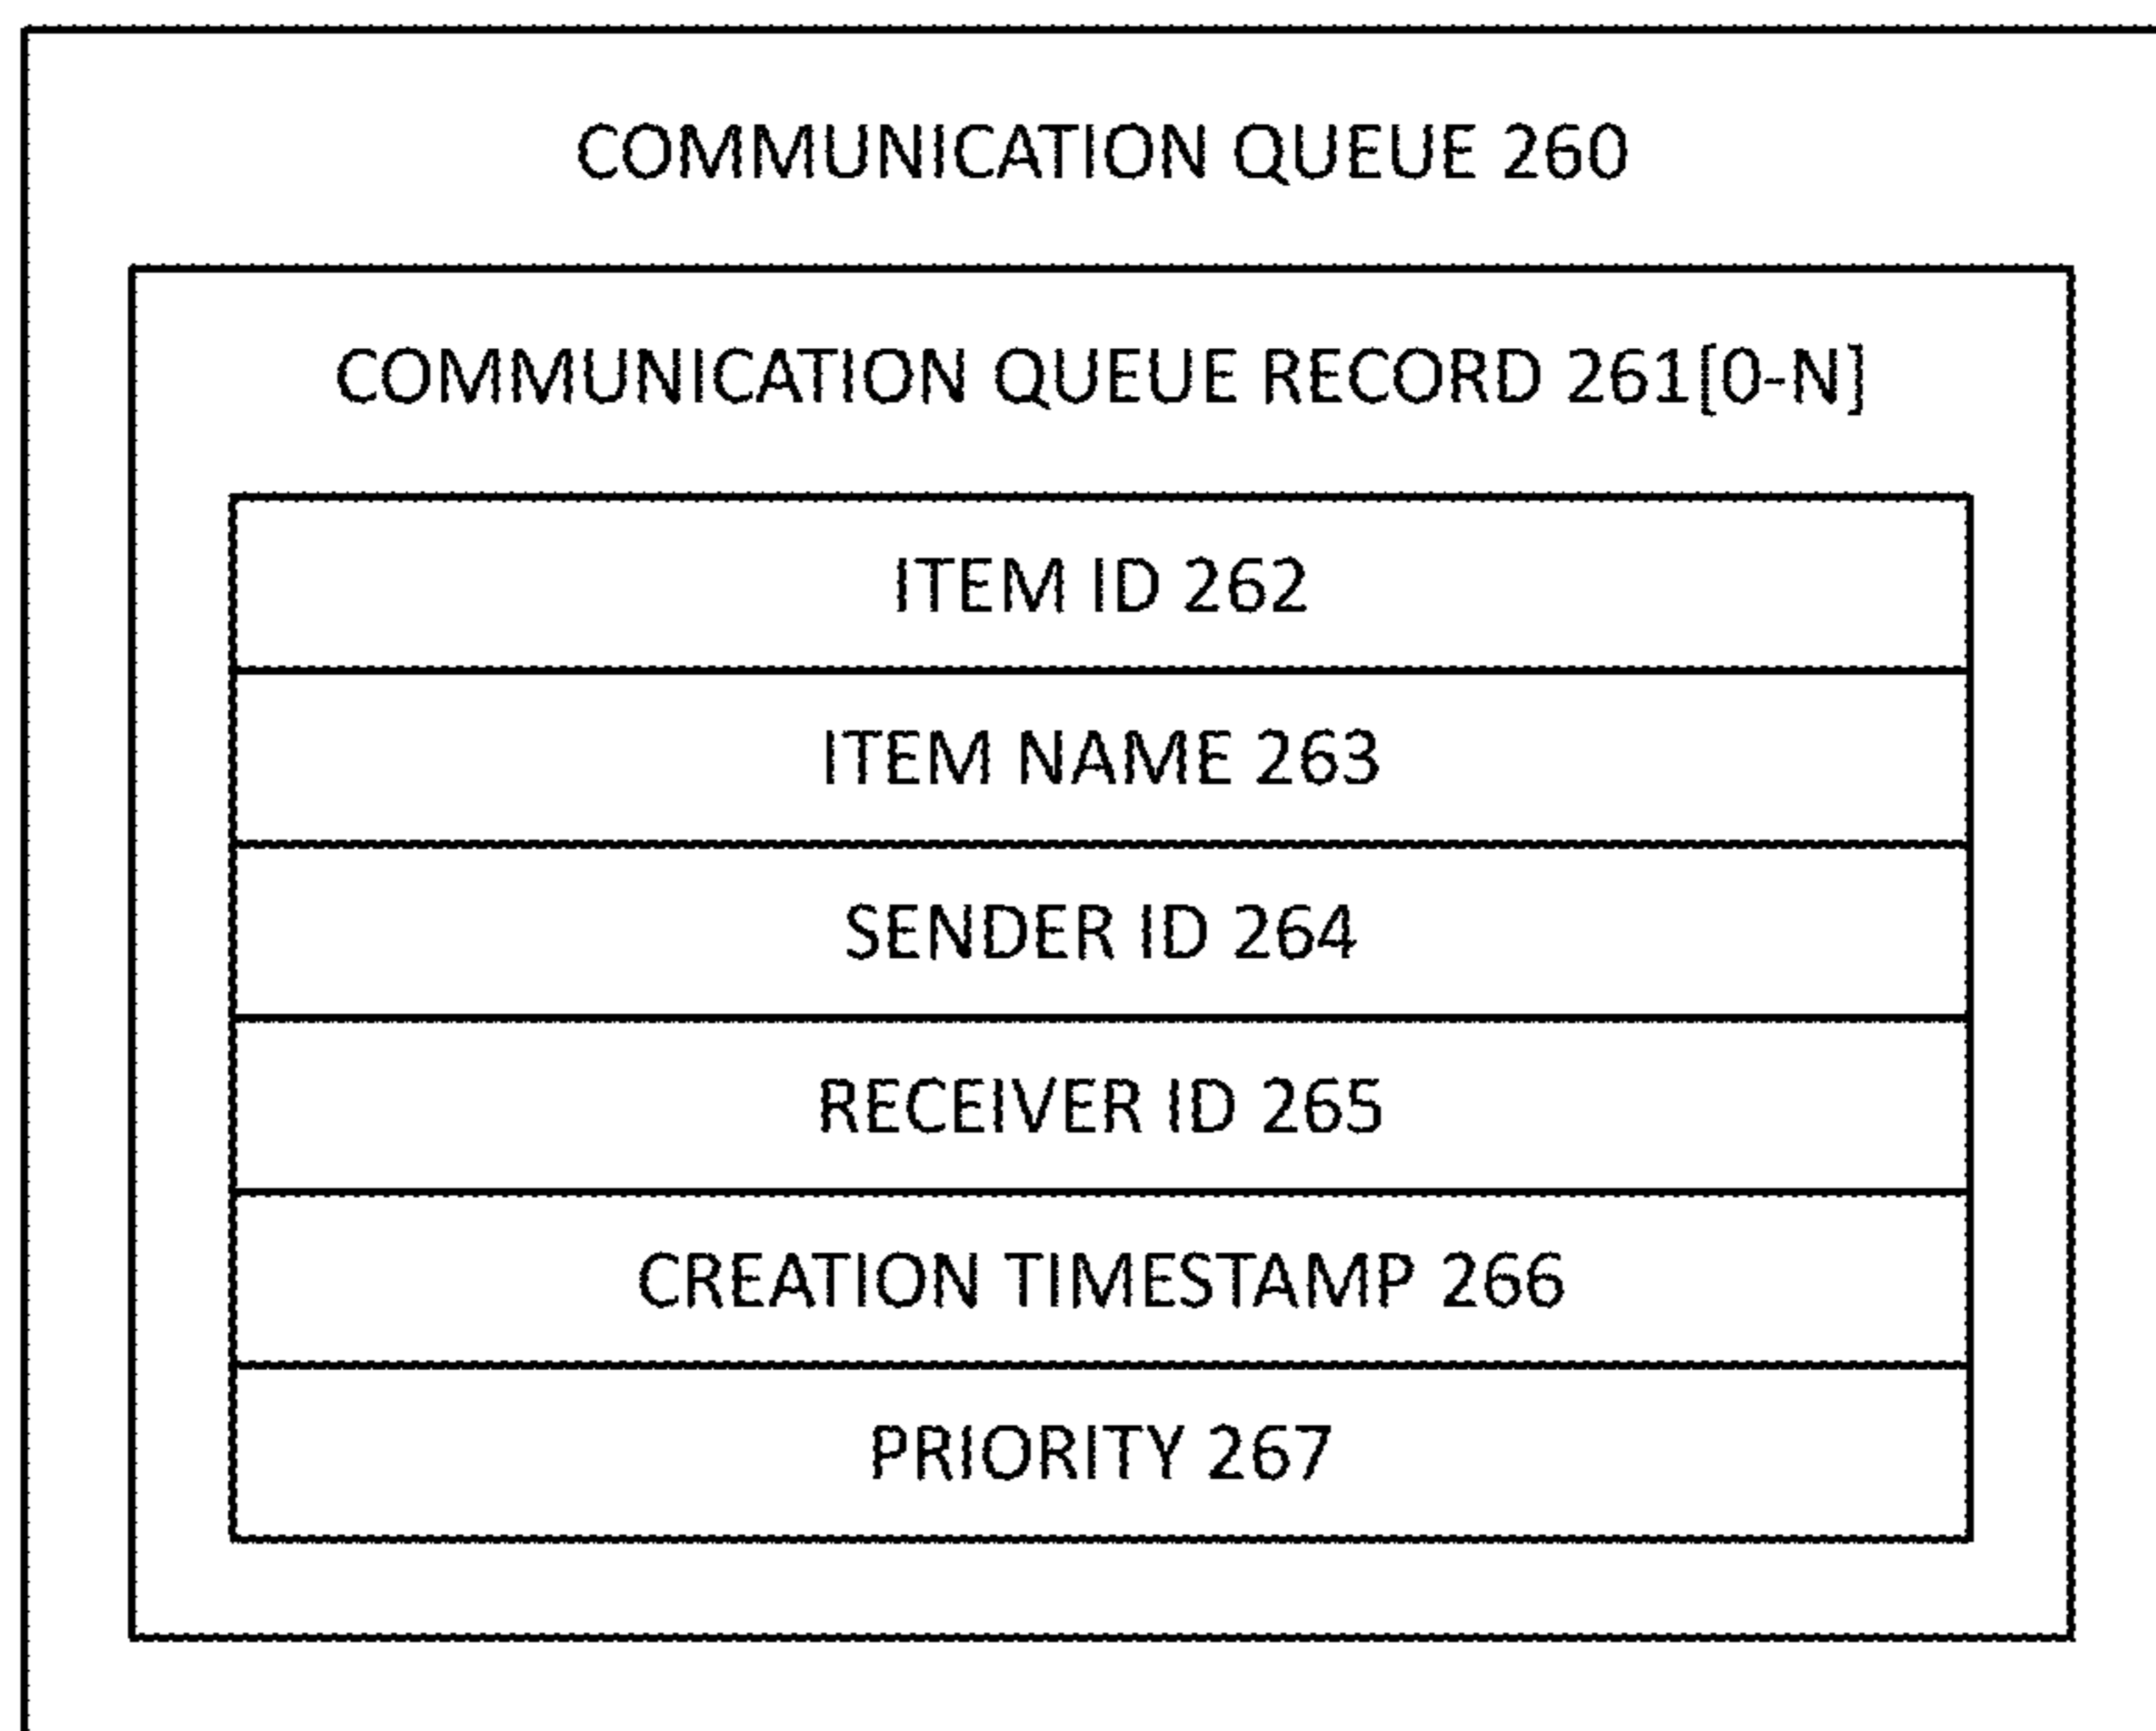 COMMUNICATION QUEUE 260
COMMUNICATION QUEUE RECORD 261[0-N]
ITEM ID 262
ITEM NAME 263
SENDER ID 264
RECEIVER ID 265
CREATION TIMESTAMP 266
PRIORITY 267